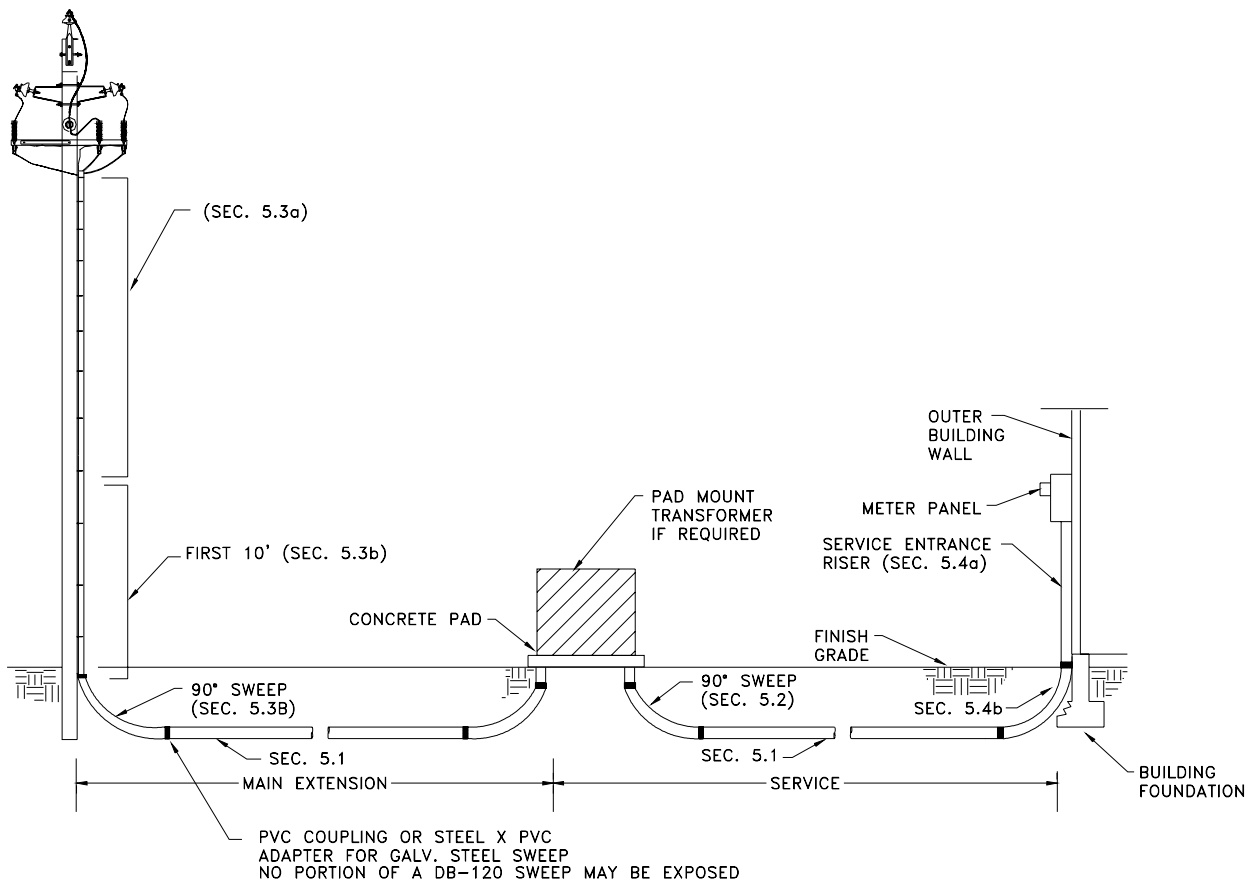 (SEC. 5.3a)
OUTER
BUILDING
WALL
PAD MOUNT
TRANSFORMER
IF REQUIRED
METER PANEL
FIRST 10' (SEC. 5.3b)
SERVICE ENTRANCE
RISER (SEC. 5.4a)
CONCRETE PAD
FINISH
GRADE
90° SWEEP
(SEC. 5.3B)
90° SWEEP
(SEC. 5.2)
SEC. 5.4b
SEC. 5.1
SEC. 5.1
MAIN EXTENSION
SERVICE
BUILDING
FOUNDATION
PVC COUPLING OR STEEL X PVC
ADAPTER FOR GALV. STEEL SWEEP
NO PORTION OF A DB-120 SWEEP MAY BE EXPOSED